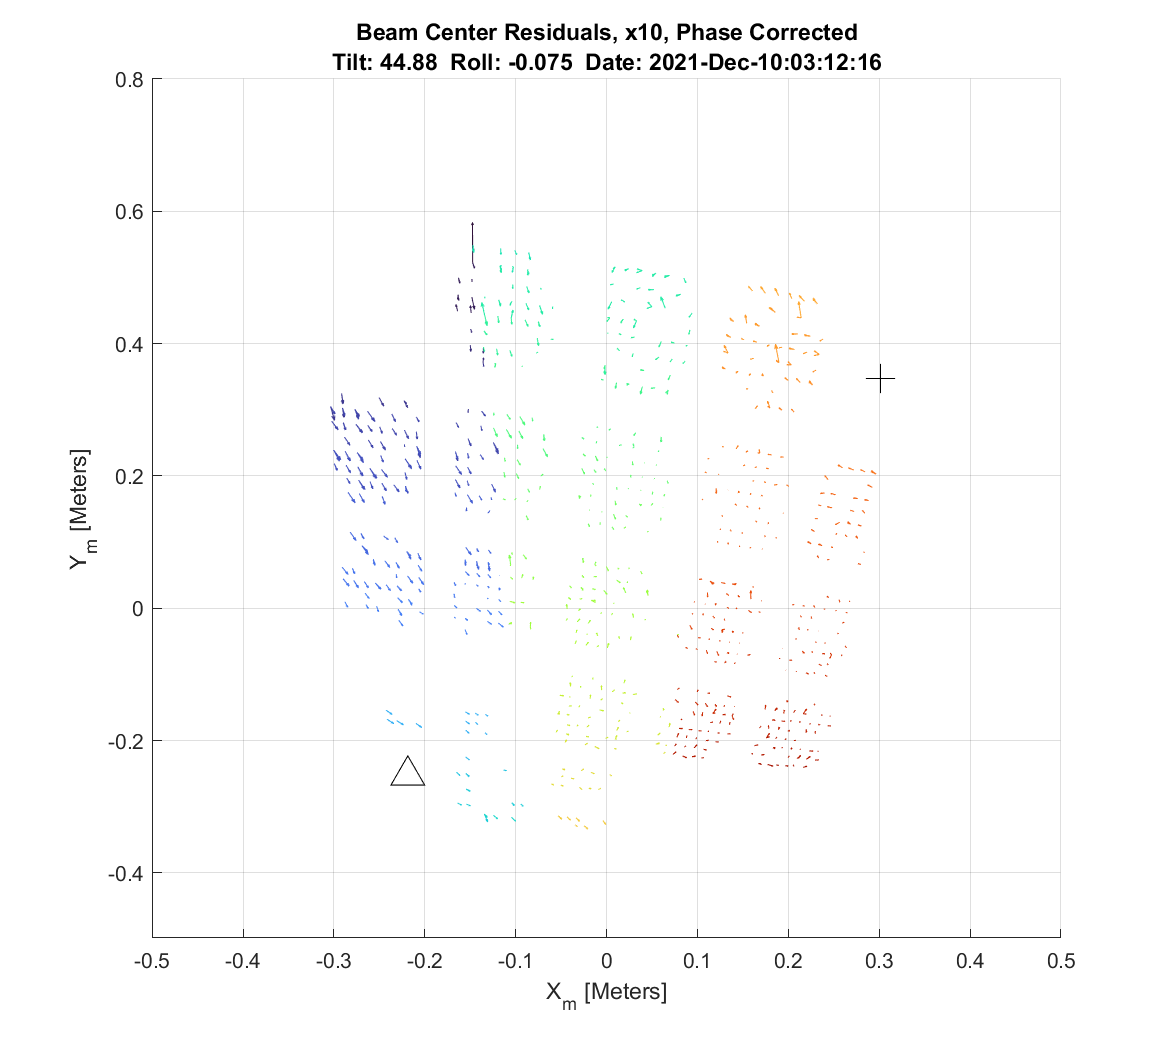 Beam Center Residuals, x10, Phase Corrected
Tilt: 44.88  Roll: -0.075  Date: 2021-Dec-10:03:12:16
0.8
0.6
0.4
0.2
0
-0.2
-0.4
Y_m [Meters]
-0.5 -0.4 -0.3 -0.2 -0.1 0 0.1 0.2 0.3 0.4 0.5
X_m [Meters]